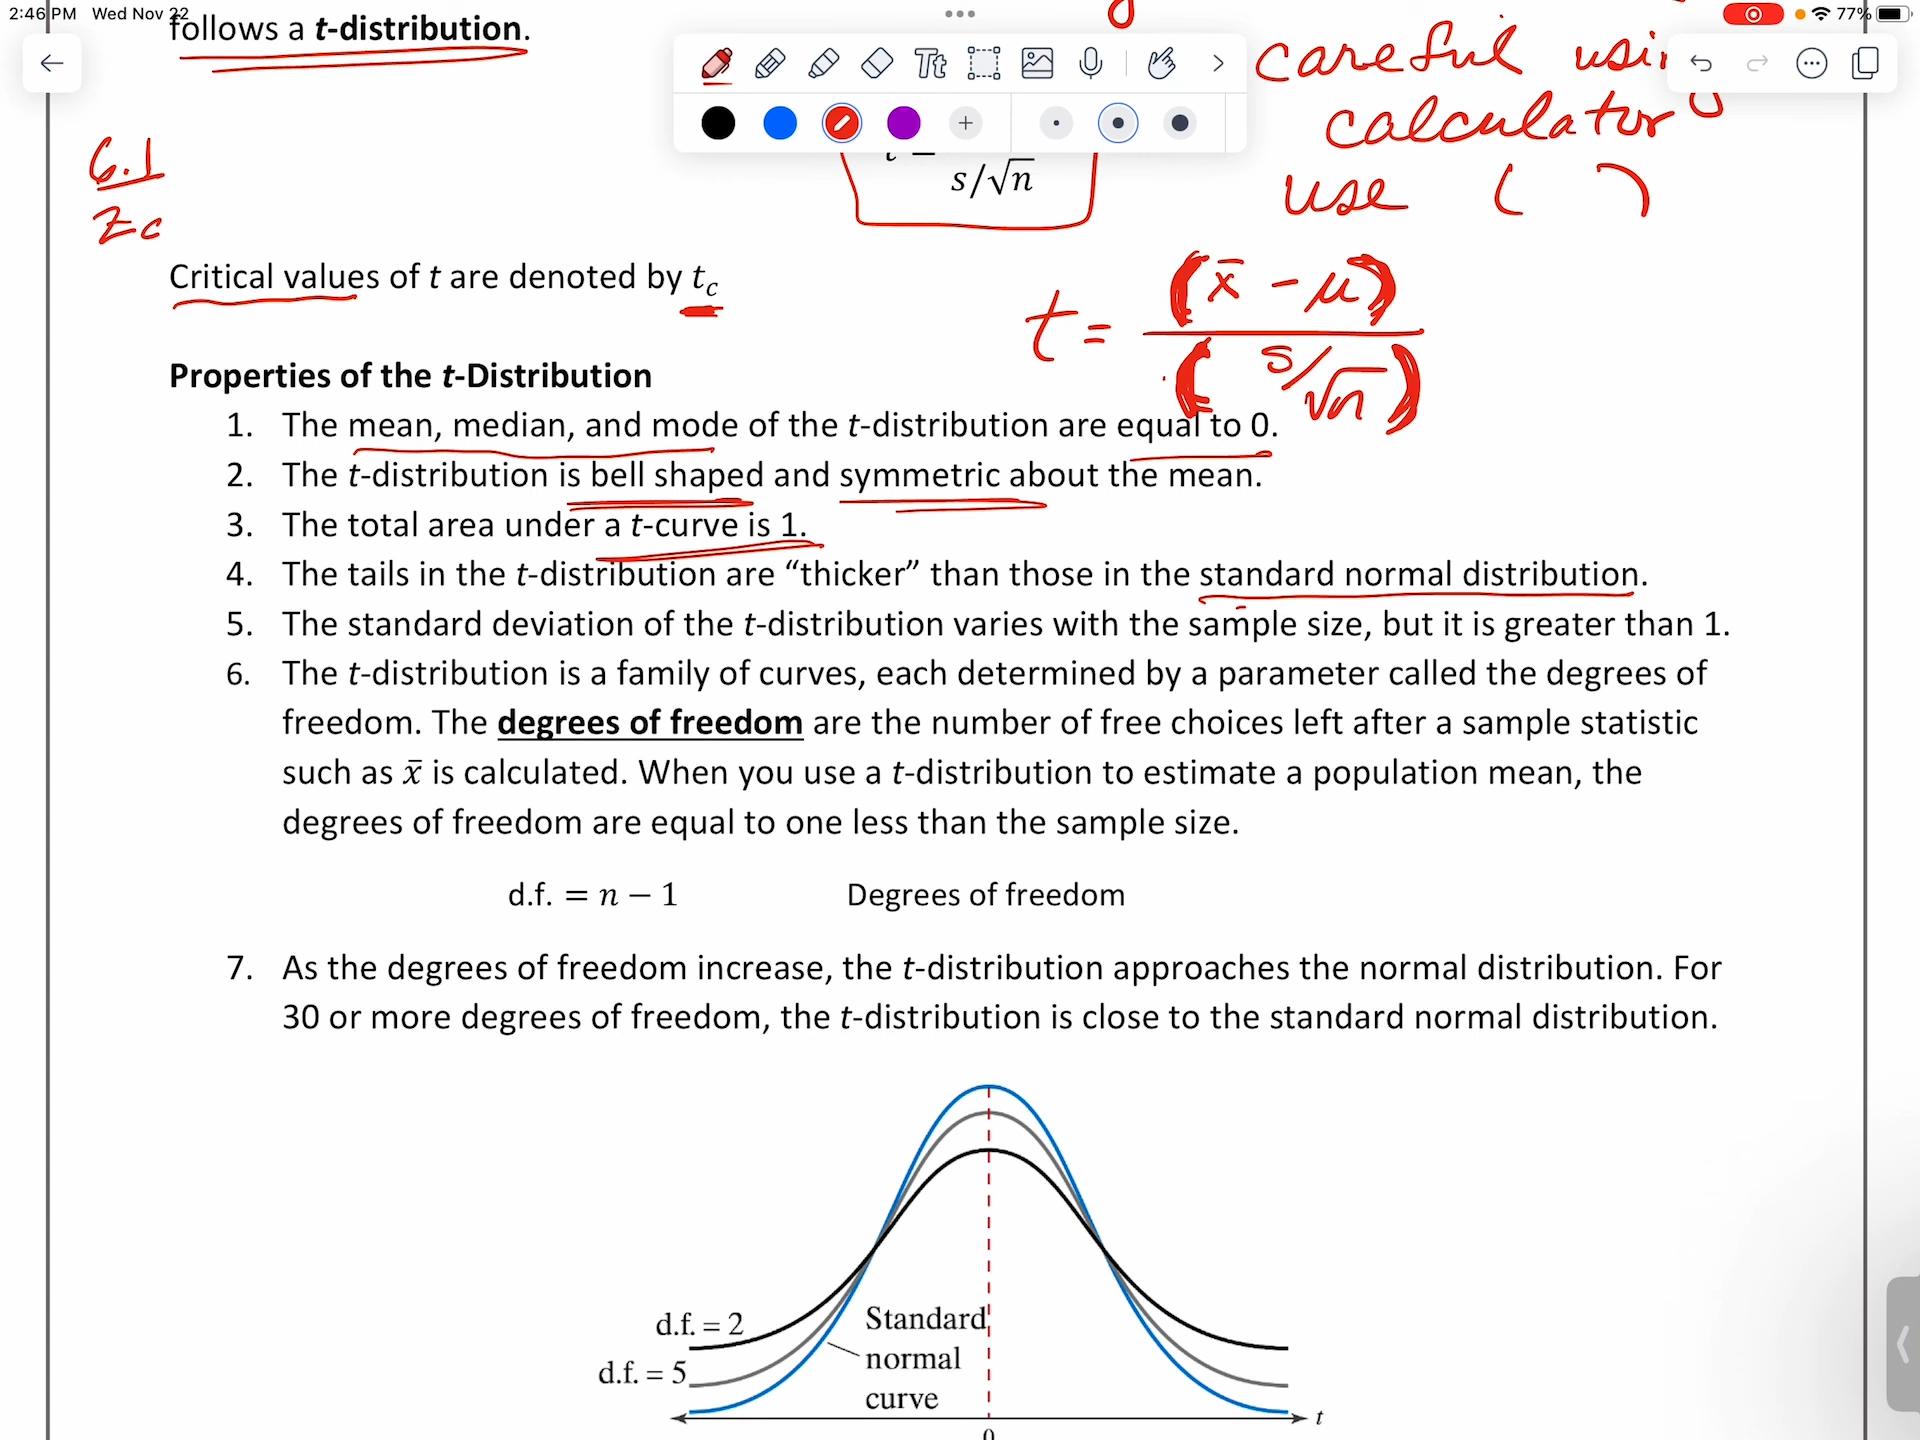 2:46 PM Wed Nov 22
77%
follows a t-distribution.
careful
calculator
use ( )
s/√n
6.1
zc
Critical values of t are denoted by tc
t = (x̄ - μ) / (s/√n)
Properties of the t-Distribution
1. The mean, median, and mode of the t-distribution are equal to 0.
2. The t-distribution is bell shaped and symmetric about the mean.
3. The total area under a t-curve is 1.
4. The tails in the t-distribution are “thicker” than those in the standard normal distribution.
5. The standard deviation of the t-distribution varies with the sample size, but it is greater than 1.
6. The t-distribution is a family of curves, each determined by a parameter called the degrees of
freedom. The degrees of freedom are the number of free choices left after a sample statistic
such as x̄ is calculated. When you use a t-distribution to estimate a population mean, the
degrees of freedom are equal to one less than the sample size.
d.f. = n − 1 Degrees of freedom
7. As the degrees of freedom increase, the t-distribution approaches the normal distribution. For
30 or more degrees of freedom, the t-distribution is close to the standard normal distribution.
d.f. = 2
d.f. = 5
Standard
normal
curve
t
0